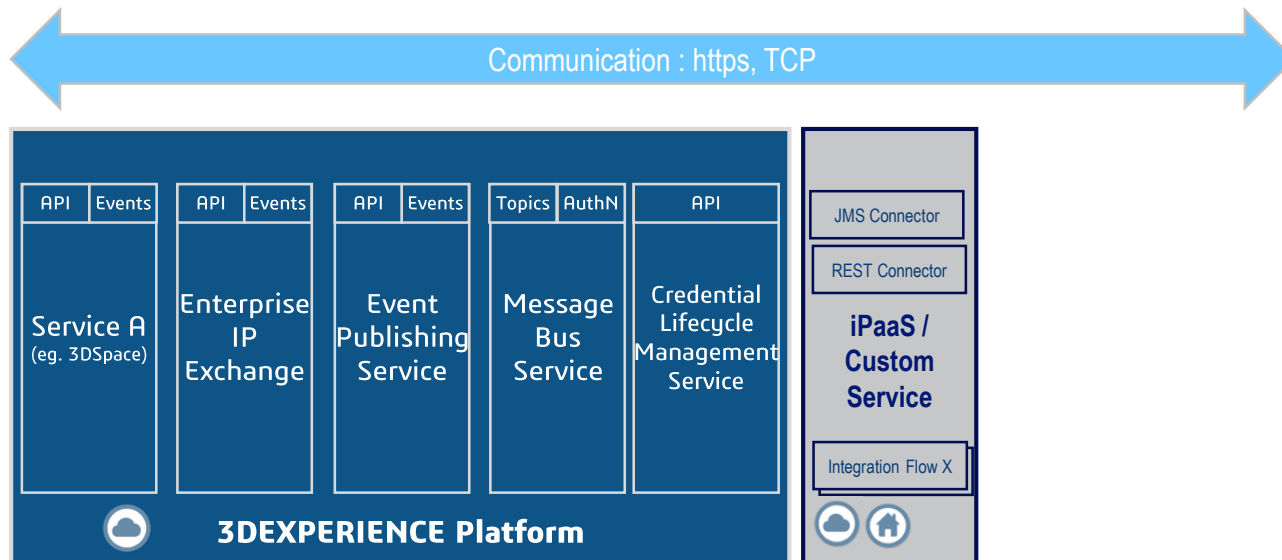 Communication : https, TCP
API Events
API Events
API Events
Topics AuthN
API
JMS Connector
REST Connector
Service A
(eg. 3DSpace)
Enterprise
IP
Exchange
Event
Publishing
Service
Message
Bus
Service
Credential
Lifecycle
Management
Service
iPaaS /
Custom
Service
Integration Flow X
3DEXPERIENCE Platform